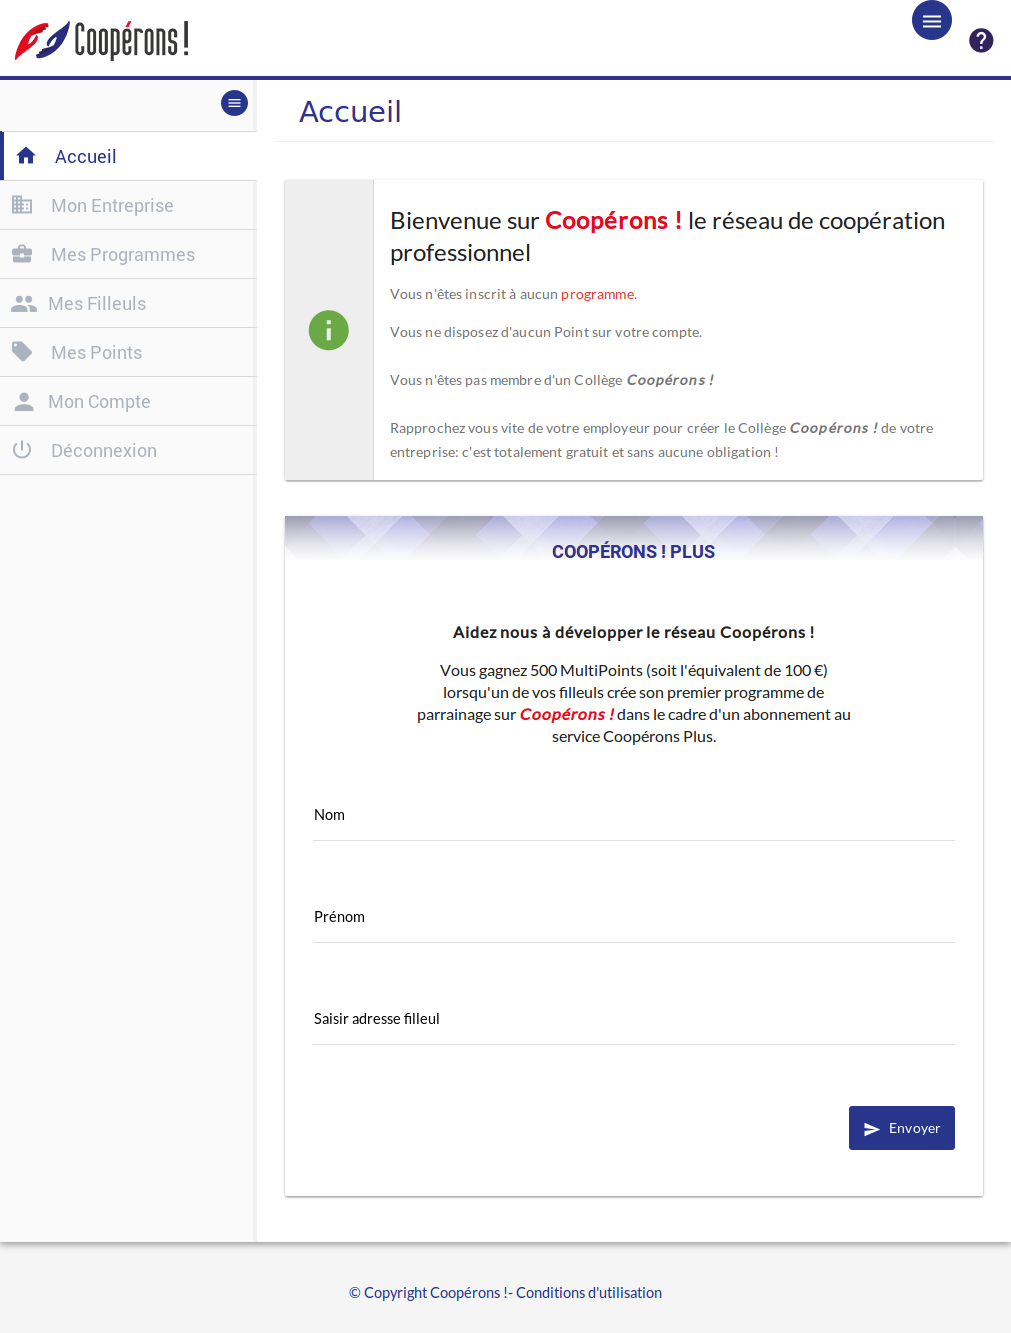 Coopérons !
Accueil
Accueil
Mon Entreprise
Mes Programmes
Mes Filleuls
Mes Points
Mon Compte
Déconnexion
Bienvenue sur Coopérons ! le réseau de coopération
professionnel
Vous n'êtes inscrit à aucun programme.
Vous ne disposez d'aucun Point sur votre compte.
Vous n'êtes pas membre d'un Collège Coopérons !
Rapprochez vous vite de votre employeur pour créer le Collège Coopérons ! de votre
entreprise: c'est totalement gratuit et sans aucune obligation !
COOPÉRONS ! PLUS
Aidez nous à développer le réseau Coopérons !
Vous gagnez 500 MultiPoints (soit l'équivalent de 100 €)
lorsqu'un de vos filleuls crée son premier programme de
parrainage sur Coopérons ! dans le cadre d'un abonnement au
service Coopérons Plus.
Nom
Prénom
Saisir adresse filleul
Envoyer
© Copyright Coopérons !- Conditions d'utilisation